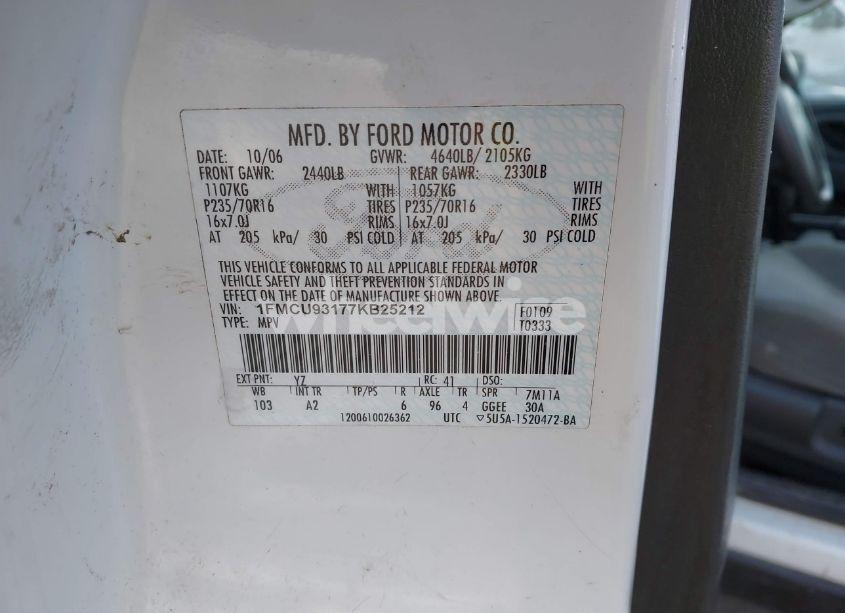 MFD. BY FORD MOTOR CO.
DATE: 10/06 GVWR: 4640LB/ 2105KG
FRONT GAWR: 2440LB REAR GAWR: 2330LB
1107KG WITH 1057KG WITH
P235/70R16 TIRES P235/70R16 TIRES
16x7.0J RIMS 16x7.0J RIMS
AT 205 kPa/ 30 PSI COLD AT 205 kPa/ 30 PSI COLD
THIS VEHICLE CONFORMS TO ALL APPLICABLE FEDERAL MOTOR
VEHICLE SAFETY AND THEFT PREVENTION STANDARDS IN
EFFECT ON THE DATE OF MANUFACTURE SHOWN ABOVE.
VIN: 1FMCU93177KB25212 F0109
TYPE: MPV T0333
wheelwire
EXT PNT: YZ RC: 41 DSO:
WB INT TR TP/PS R AXLE TR SPR 7M11A
103 A2 6 96 4 GGEE 30A
1200610026362 UTC ▽5U5A-1520472-BA